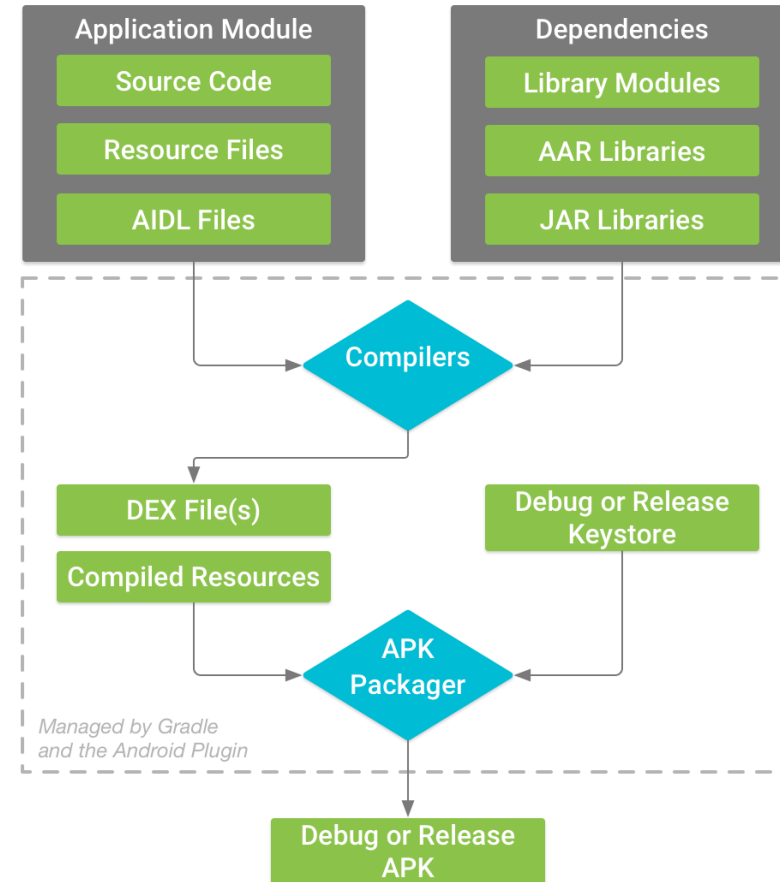 Application Module
Source Code
Resource Files
AIDL Files
Dependencies
Library Modules
AAR Libraries
JAR Libraries
Compilers
DEX File(s)
Compiled Resources
Debug or Release
Keystore
APK
Packager
Managed by Gradle
and the Android Plugin
Debug or Release
APK